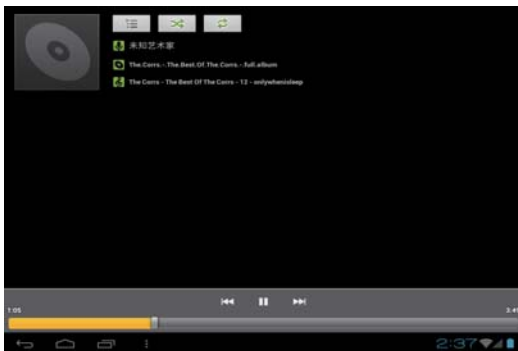 未知艺术家
The.Corrs.-.The.Best.Of.The.Corrs.-.full.album
The Corrs - The Best Of The Corrs - 12 - onlywhenisleep
1:05
2:37